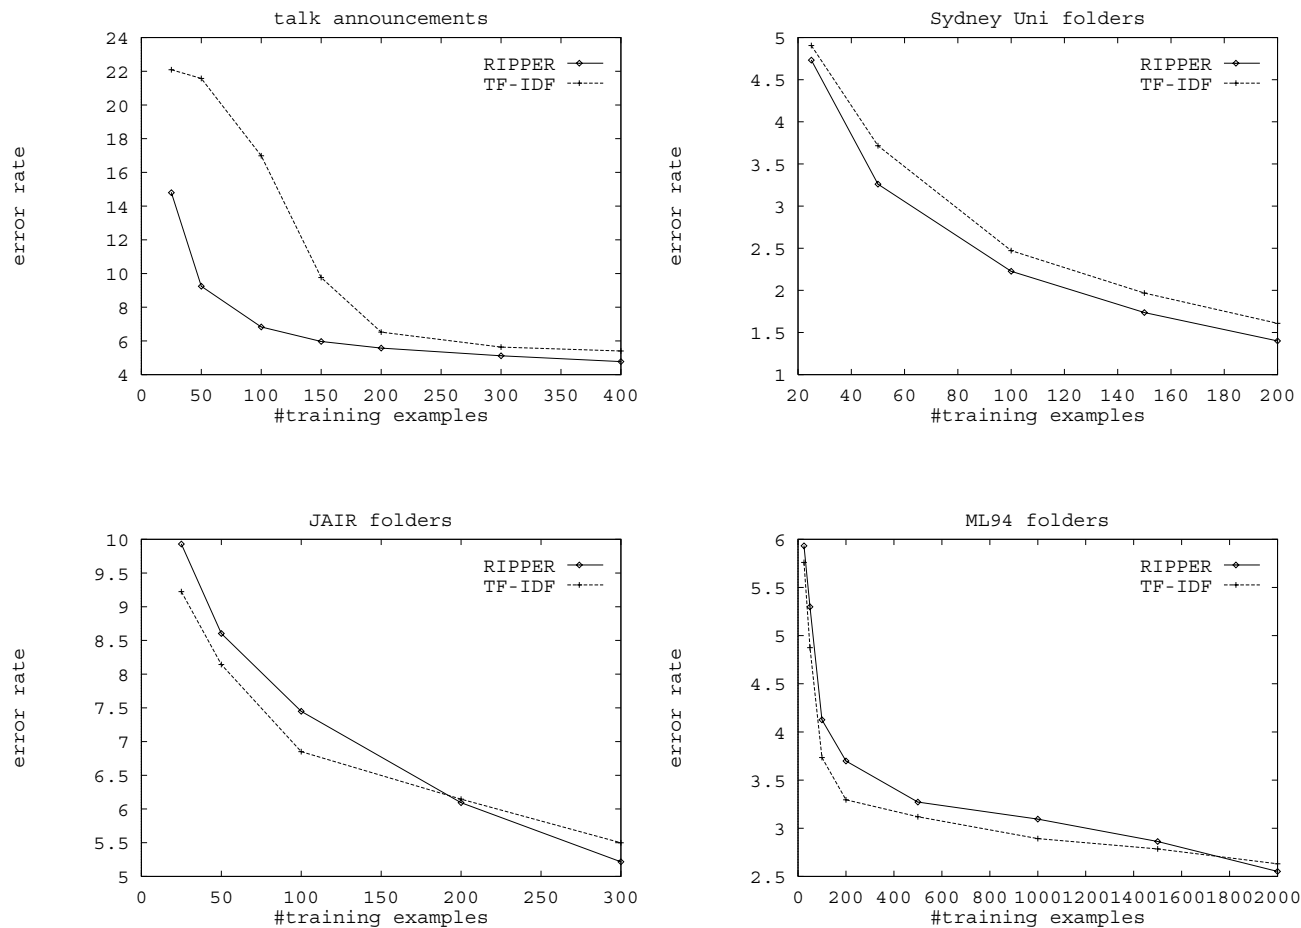 talk announcements
24
22
20
18
16
14
12
10
8
6
4
0 50 100 150 200 250 300 350 400
#training examples
error rate
RIPPER
TF-IDF
Sydney Uni folders
5
4.5
4
3.5
3
2.5
2
1.5
1
20 40 60 80 100 120 140 160 180 200
#training examples
error rate
RIPPER
TF-IDF
JAIR folders
10
9.5
9
8.5
8
7.5
7
6.5
6
5.5
5
0 50 100 150 200 250 300
#training examples
error rate
RIPPER
TF-IDF
ML94 folders
6
5.5
5
4.5
4
3.5
3
2.5
0 200 400 600 800 1000 1200 1400 1600 1800 2000
#training examples
error rate
RIPPER
TF-IDF